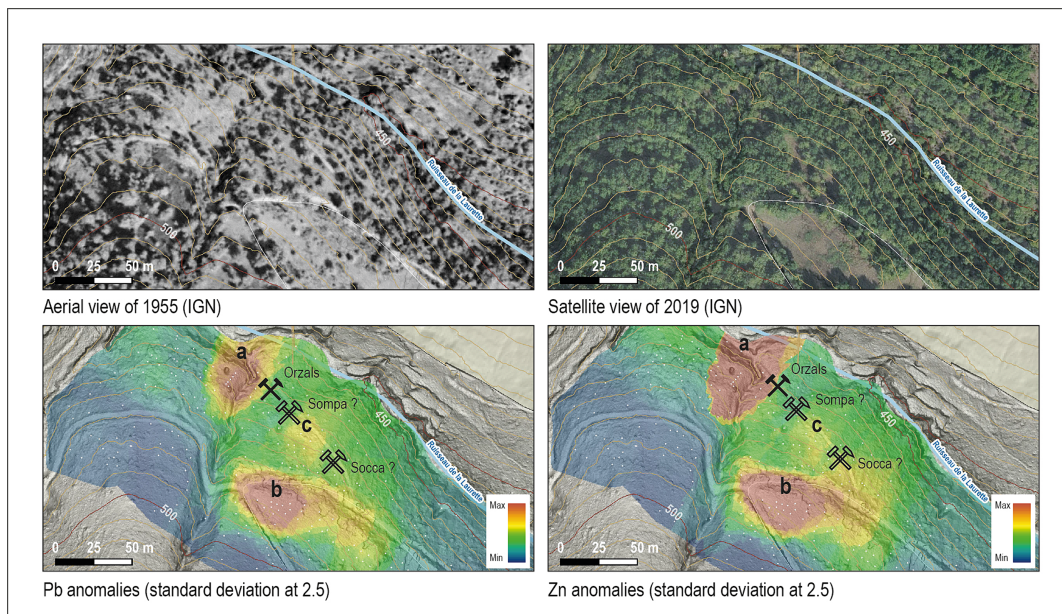 450
Ruisseau de la Laurette
500
0 25 50 m
Aerial view of 1955 (IGN)
450
Ruisseau de la Laurette
500
0 25 50 m
Satellite view of 2019 (IGN)
a
Orzals
Sompa ?
c
450
Socca ?
b
Ruisseau de la Laurette
500
Max
Min
0 25 50 m
Pb anomalies (standard deviation at 2.5)
a
Orzals
Sompa ?
c
450
Socca ?
b
Ruisseau de la Laurette
500
Max
Min
0 25 50 m
Zn anomalies (standard deviation at 2.5)